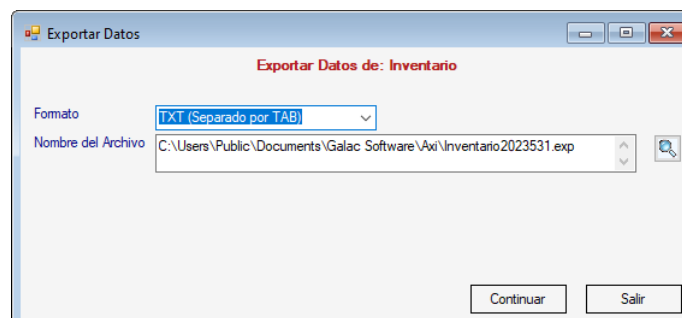 Exportar Datos
Exportar Datos de: Inventario
Formato
TXT (Separado por TAB)
Nombre del Archivo
C:\Users\Public\Documents\Galac Software\Axi\Inventario2023531.exp
Continuar
Salir